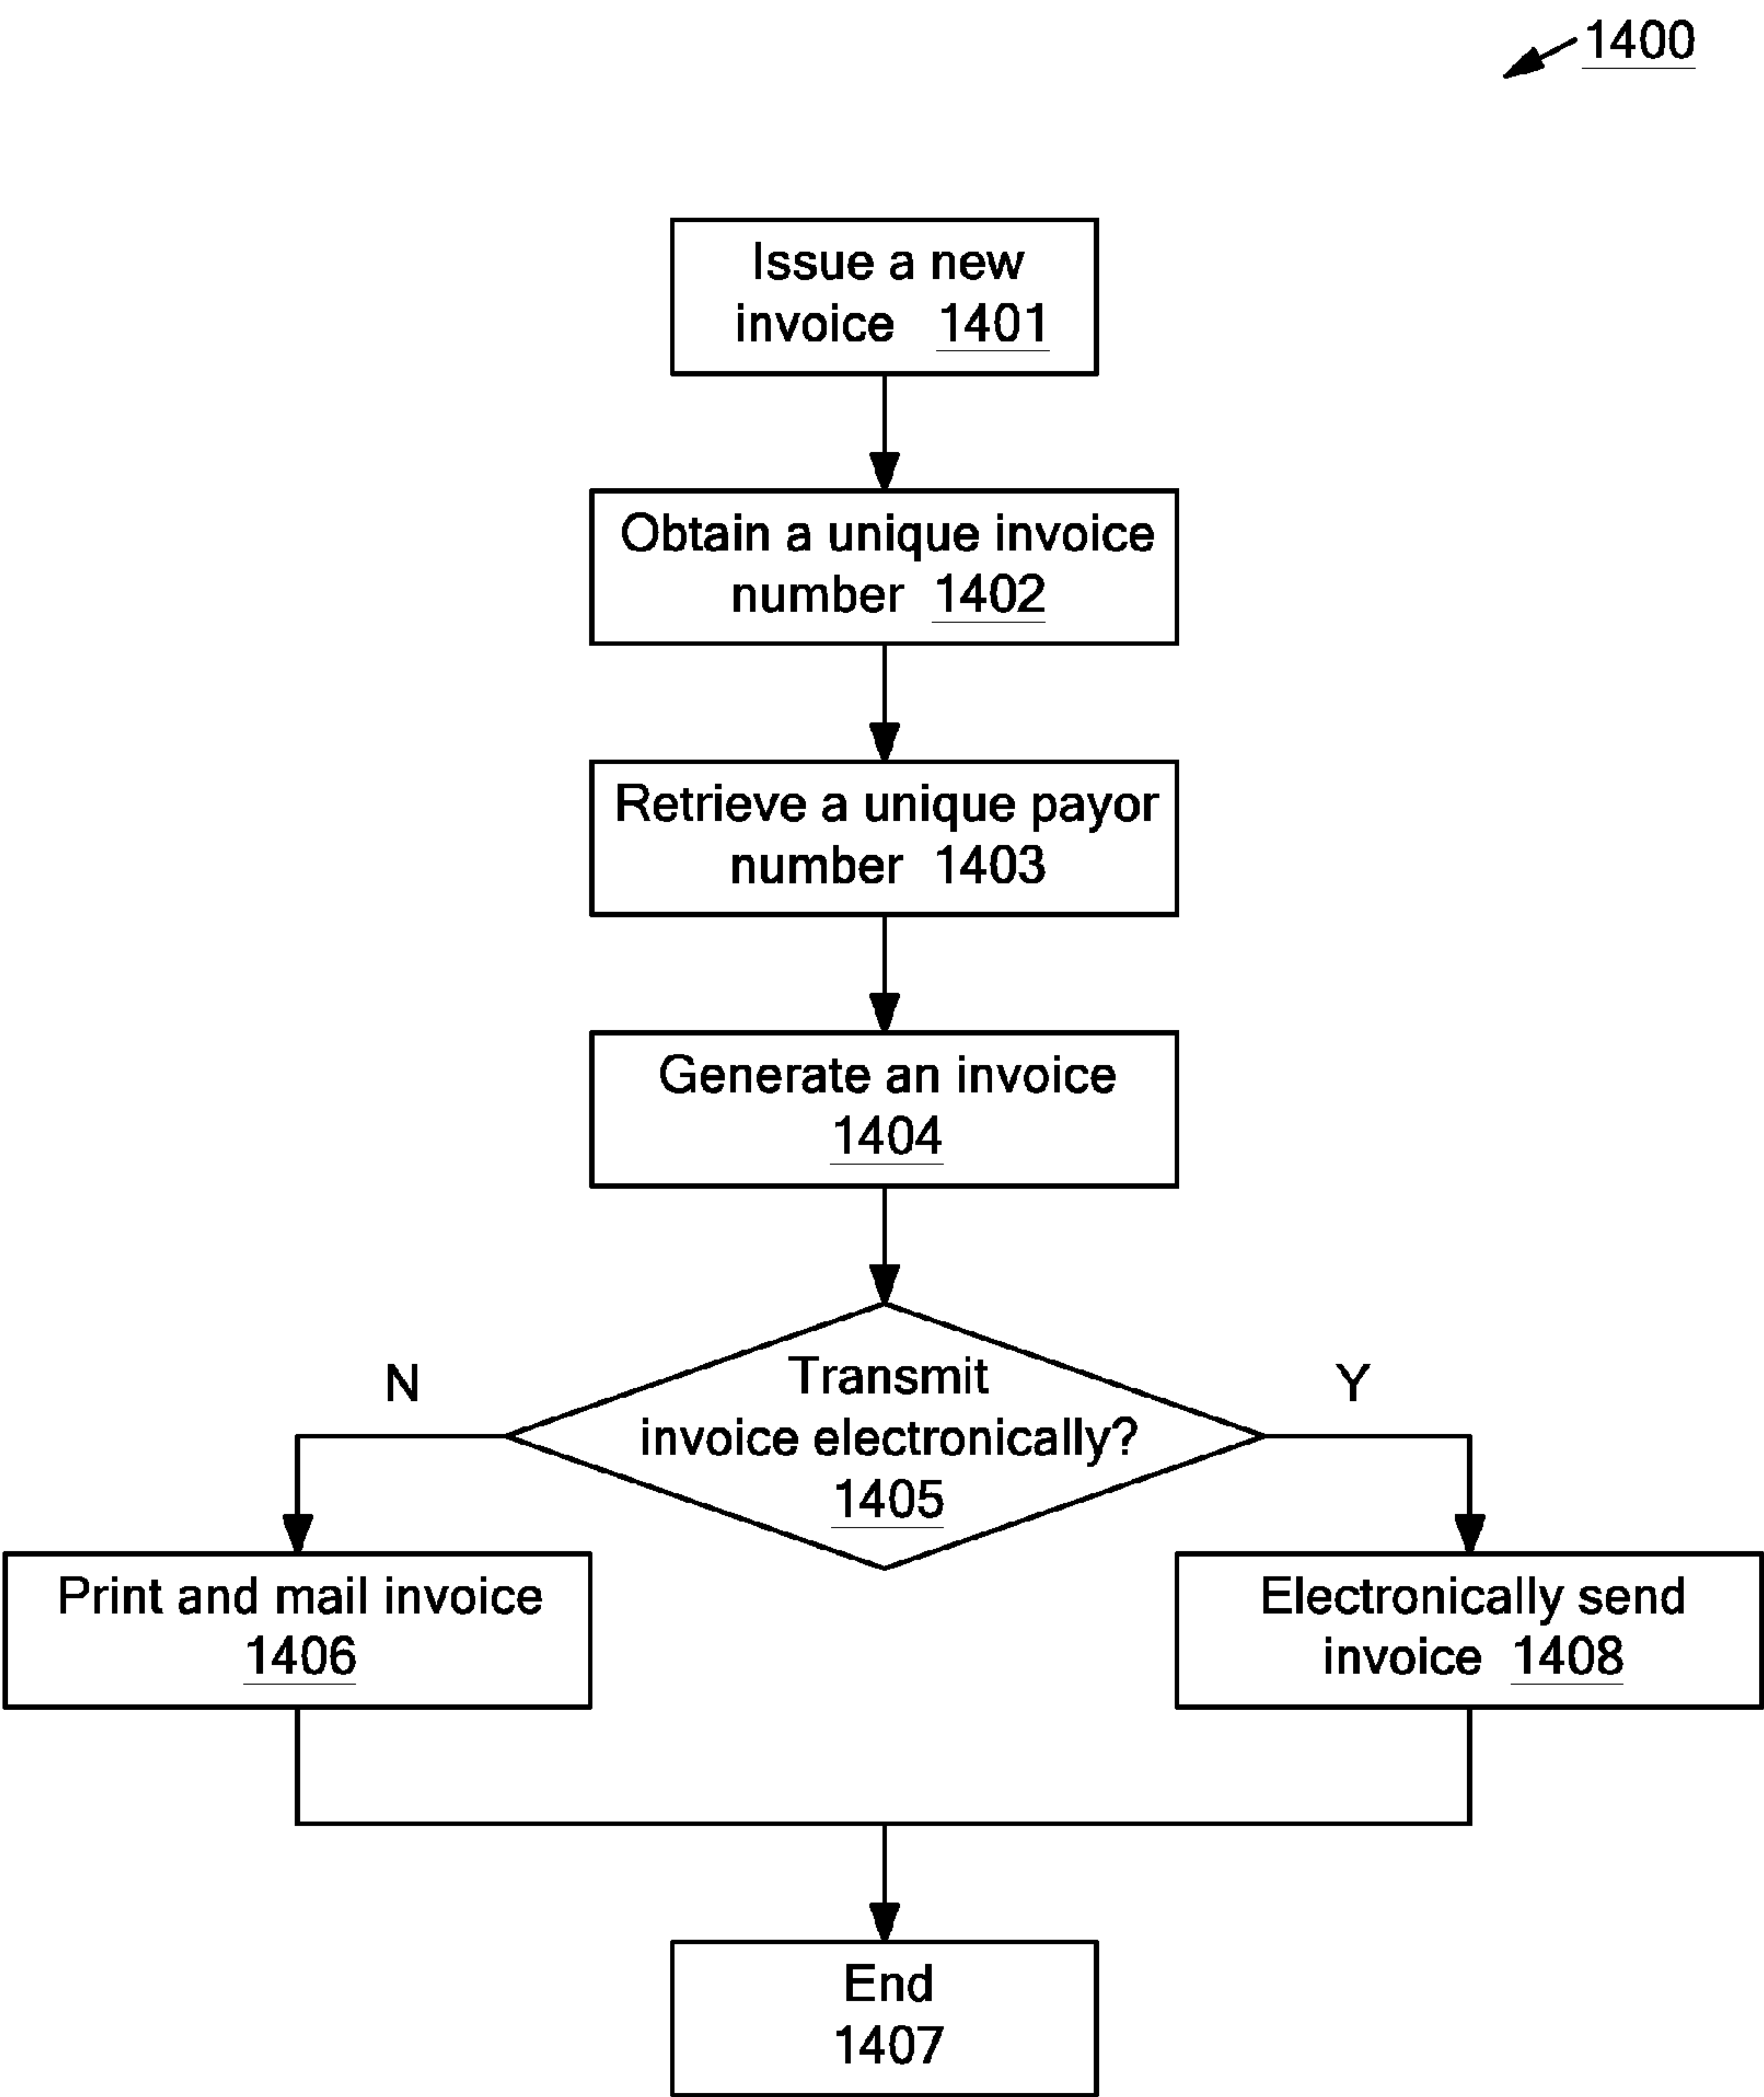 1400
Issue a new
invoice 1401
Obtain a unique invoice
number 1402
Retrieve a unique payor
number 1403
Generate an invoice
1404
N
Y
Transmit
invoice electronically?
1405
Print and mail invoice
1406
Electronically send
invoice 1408
End
1407